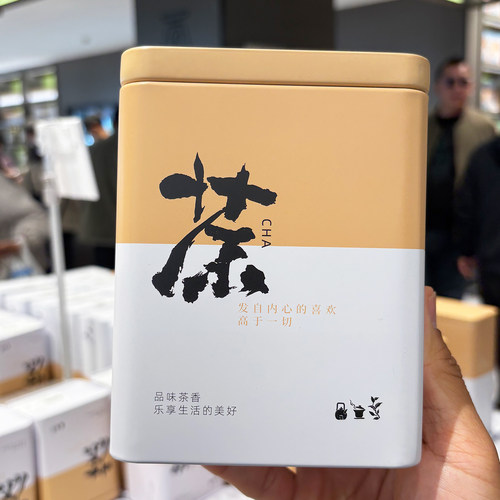 茶
CHA
发自内心的喜欢
高于一切
品味茶香
乐享生活的美好